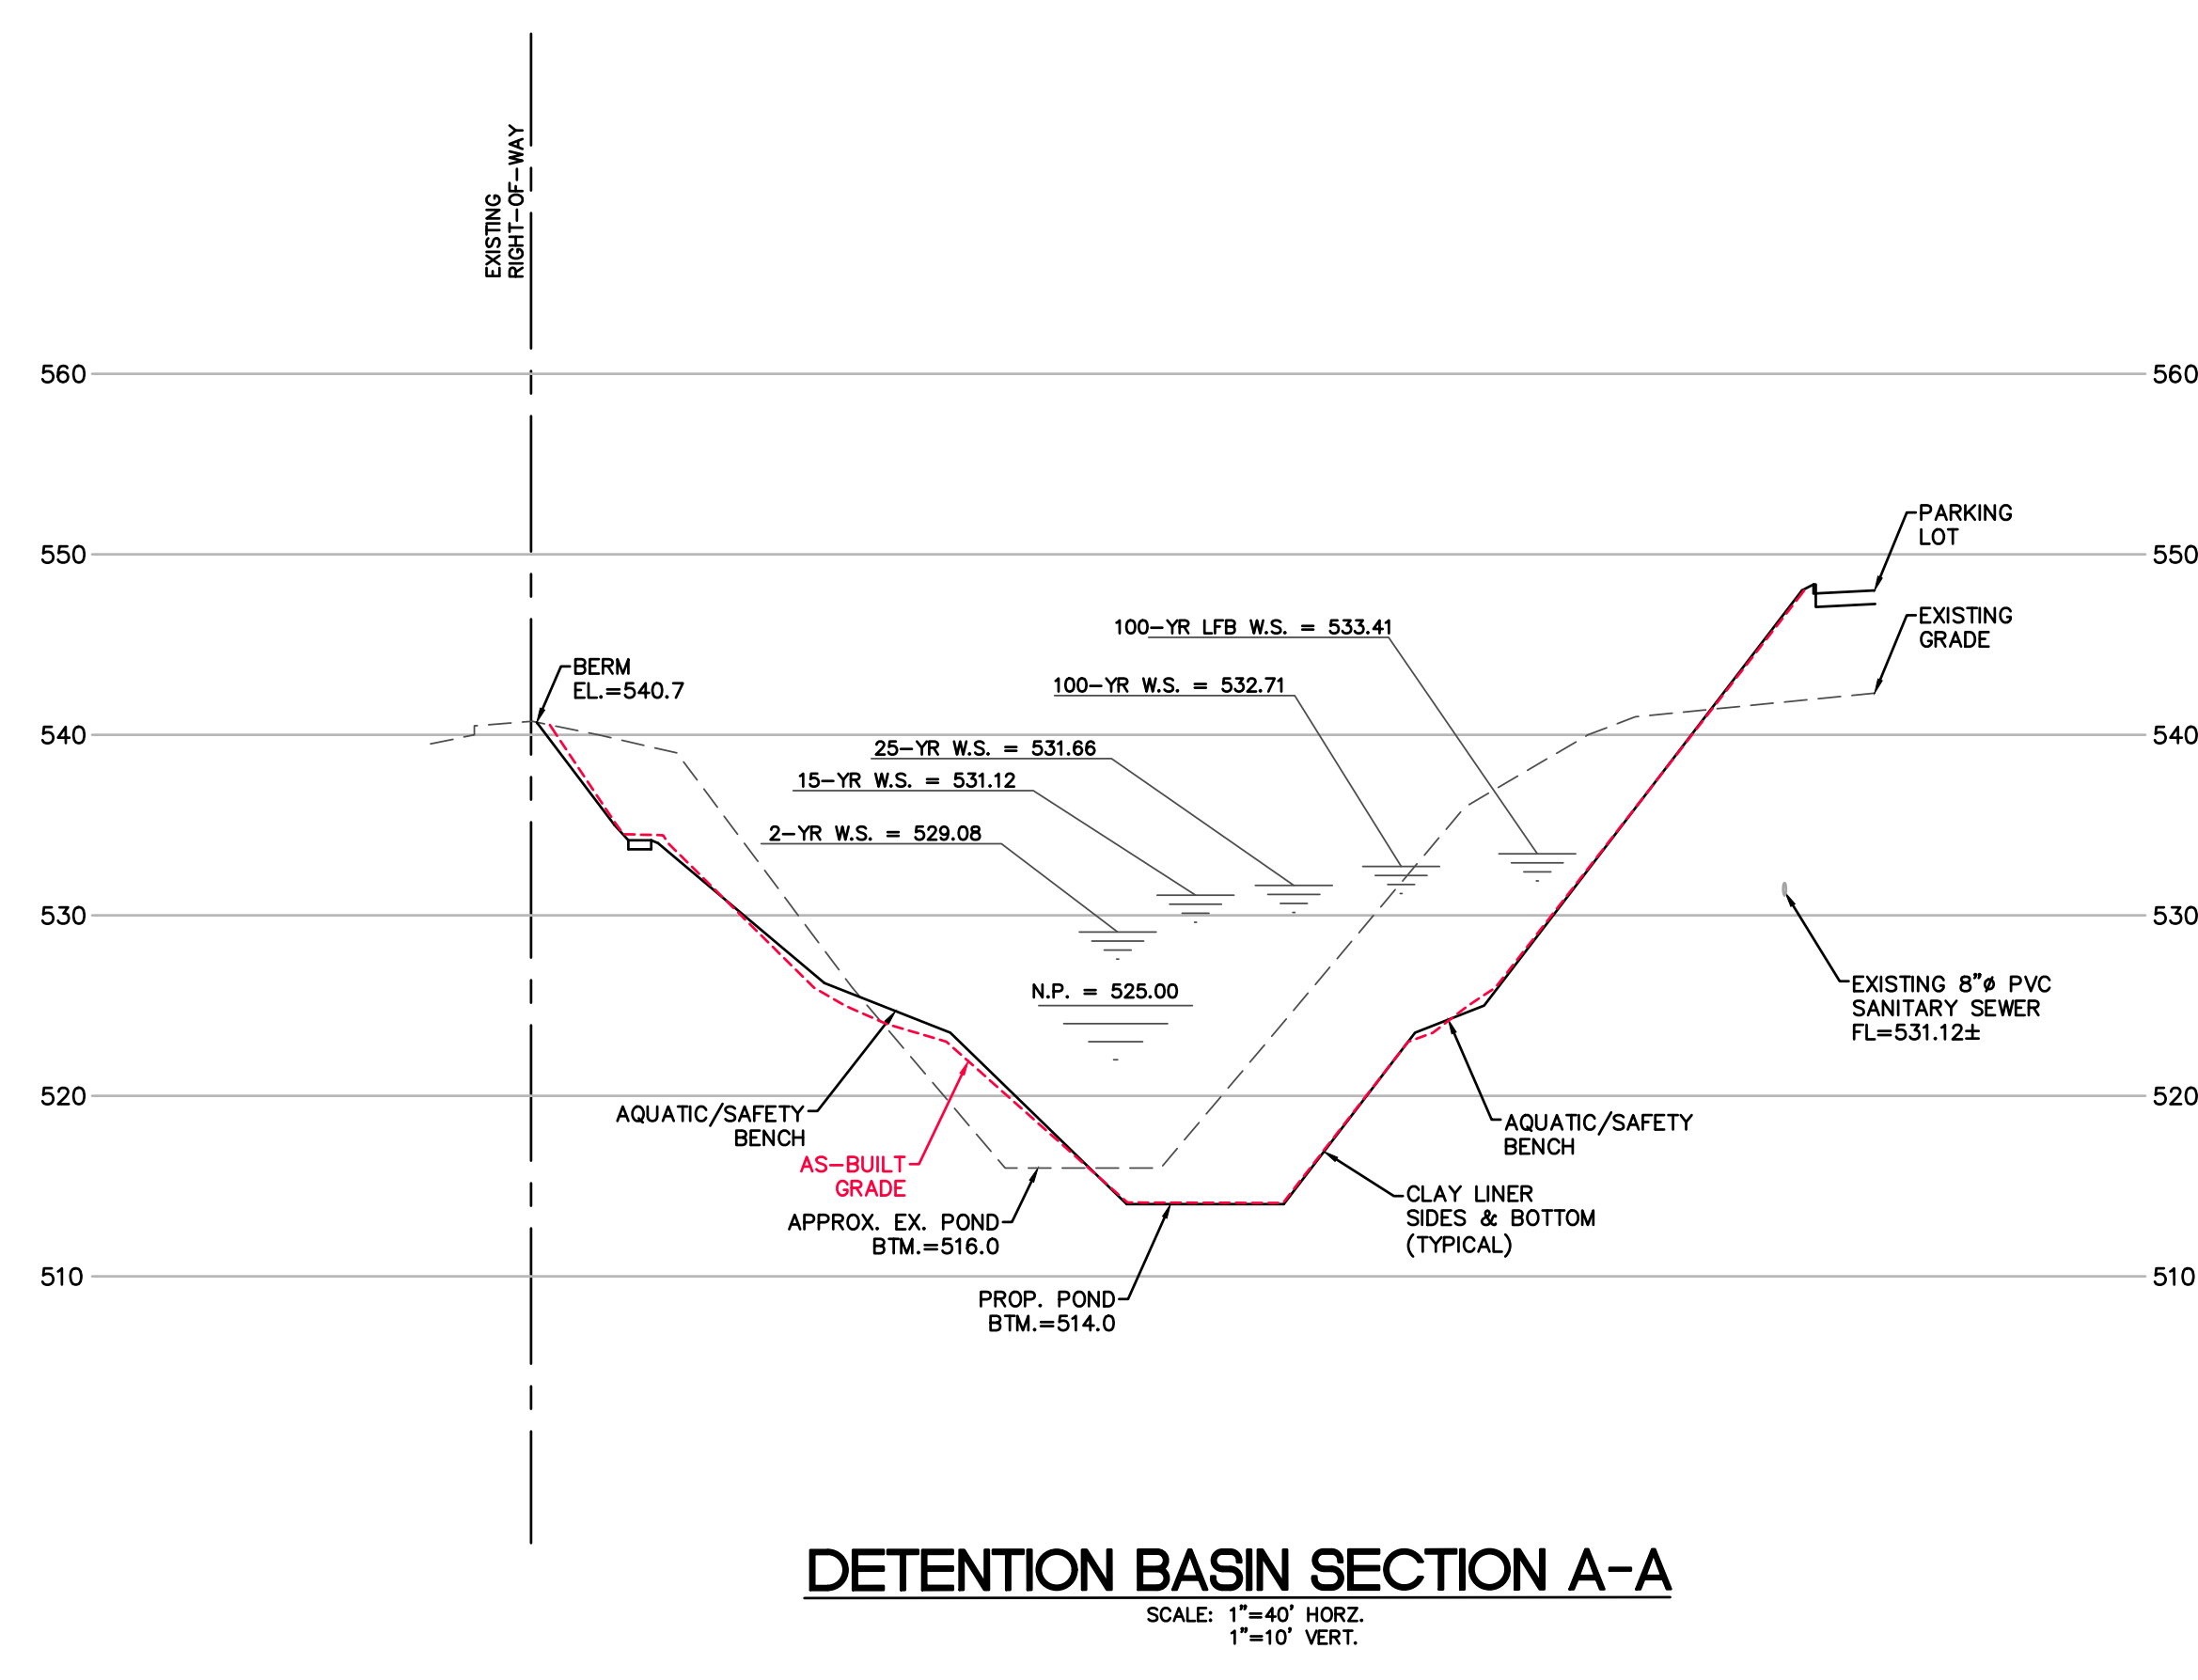 EXISTING
RIGHT-OF-WAY
560
560
550
550
PARKING
LOT
EXISTING
GRADE
100-YR LFB W.S. = 533.41
BERM
EL.=540.7
100-YR W.S. = 532.71
540
540
25-YR W.S. = 531.66
15-YR W.S. = 531.12
2-YR W.S. = 529.08
530
530
N.P. = 525.00
EXISTING 8"ø PVC
SANITARY SEWER
FL=531.12±
520
520
AQUATIC/SAFETY
BENCH
AQUATIC/SAFETY
BENCH
AS-BUILT
GRADE
CLAY LINER
SIDES & BOTTOM
(TYPICAL)
APPROX. EX. POND
BTM.=516.0
510
510
PROP. POND
BTM.=514.0
DETENTION BASIN SECTION A-A
SCALE: 1"=40' HORZ.
1"=10' VERT.